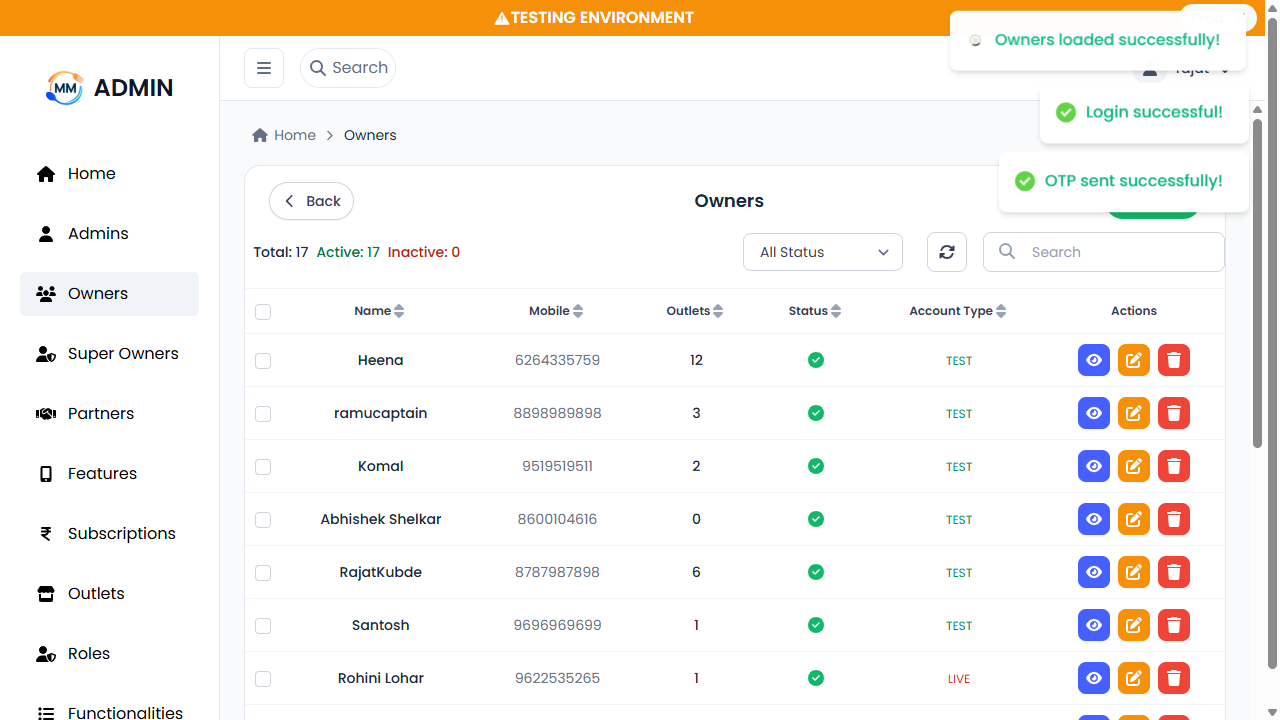 TESTING ENVIRONMENT
MM ADMIN
Home
Admins
Owners
Super Owners
Partners
Features
Subscriptions
Outlets
Roles
Functionalities
Search
Owners loaded successfully!
Login successful!
OTP sent successfully!
Home > Owners
Back
Owners
Total: 17 Active: 17 Inactive: 0
All Status
Search
Name Mobile Outlets Status Account Type Actions
Heena 6264335759 12 TEST
ramucaptain 8898989898 3 TEST
Komal 9519519511 2 TEST
Abhishek Shelkar 8600104616 0 TEST
RajatKubde 8787987898 6 TEST
Santosh 9696969699 1 TEST
Rohini Lohar 9622535265 1 LIVE